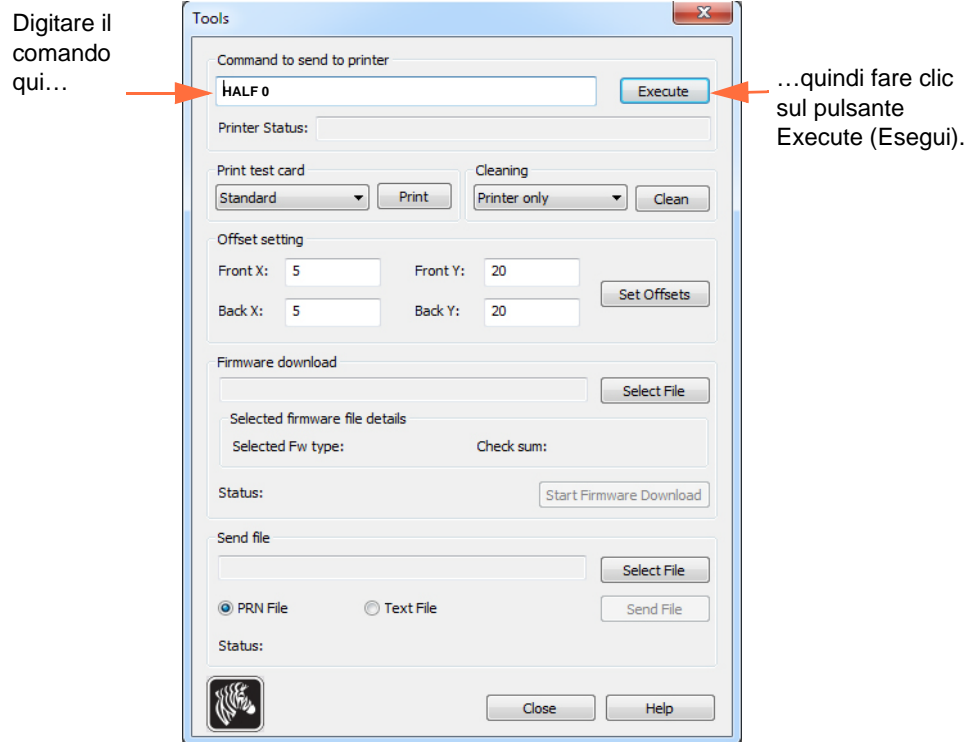 Digitare il
comando
qui…
Tools
Command to send to printer
HALF 0
Execute
…quindi fare clic
sul pulsante
Execute (Esegui).
Printer Status:
Print test card
Standard
Print
Cleaning
Printer only
Clean
Offset setting
Front X: 5
Front Y: 20
Back X: 5
Back Y: 20
Set Offsets
Firmware download
Select File
Selected firmware file details
Selected Fw type:
Check sum:
Status:
Start Firmware Download
Send file
Select File
PRN File
Text File
Send File
Status:
Close
Help